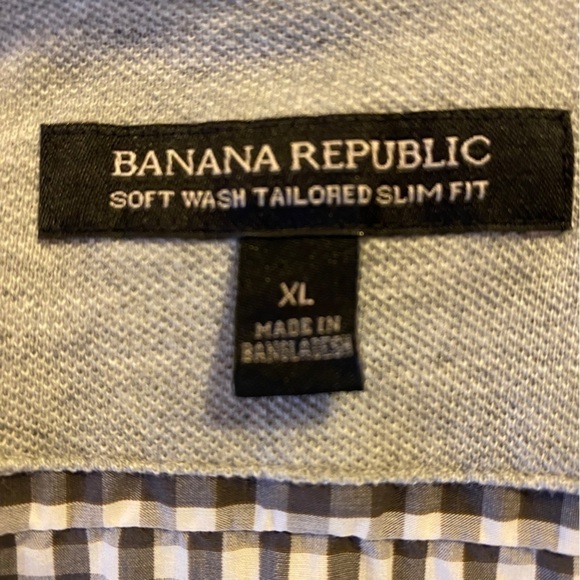 BANANA REPUBLIC
SOFT WASH TAILORED SLIM FIT
XL
MADE IN
BANGLADESH